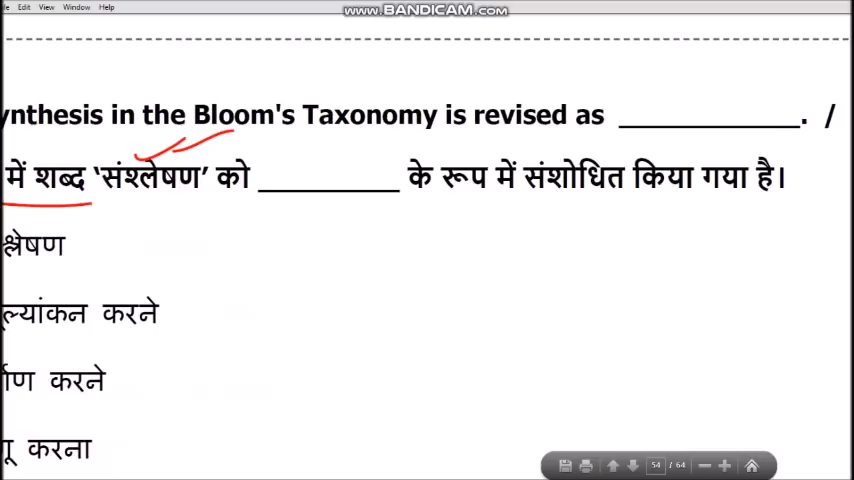 Edit View Window Help
www.BANDICAM.com
ynthesis in the Bloom's Taxonomy is revised as ____________. /
में शब्द ‘संश्लेषण’ को __________ के रूप में संशोधित किया गया है।
श्लेषण
ूल्यांकन करने
र्माण करने
गू करना
54 / 64